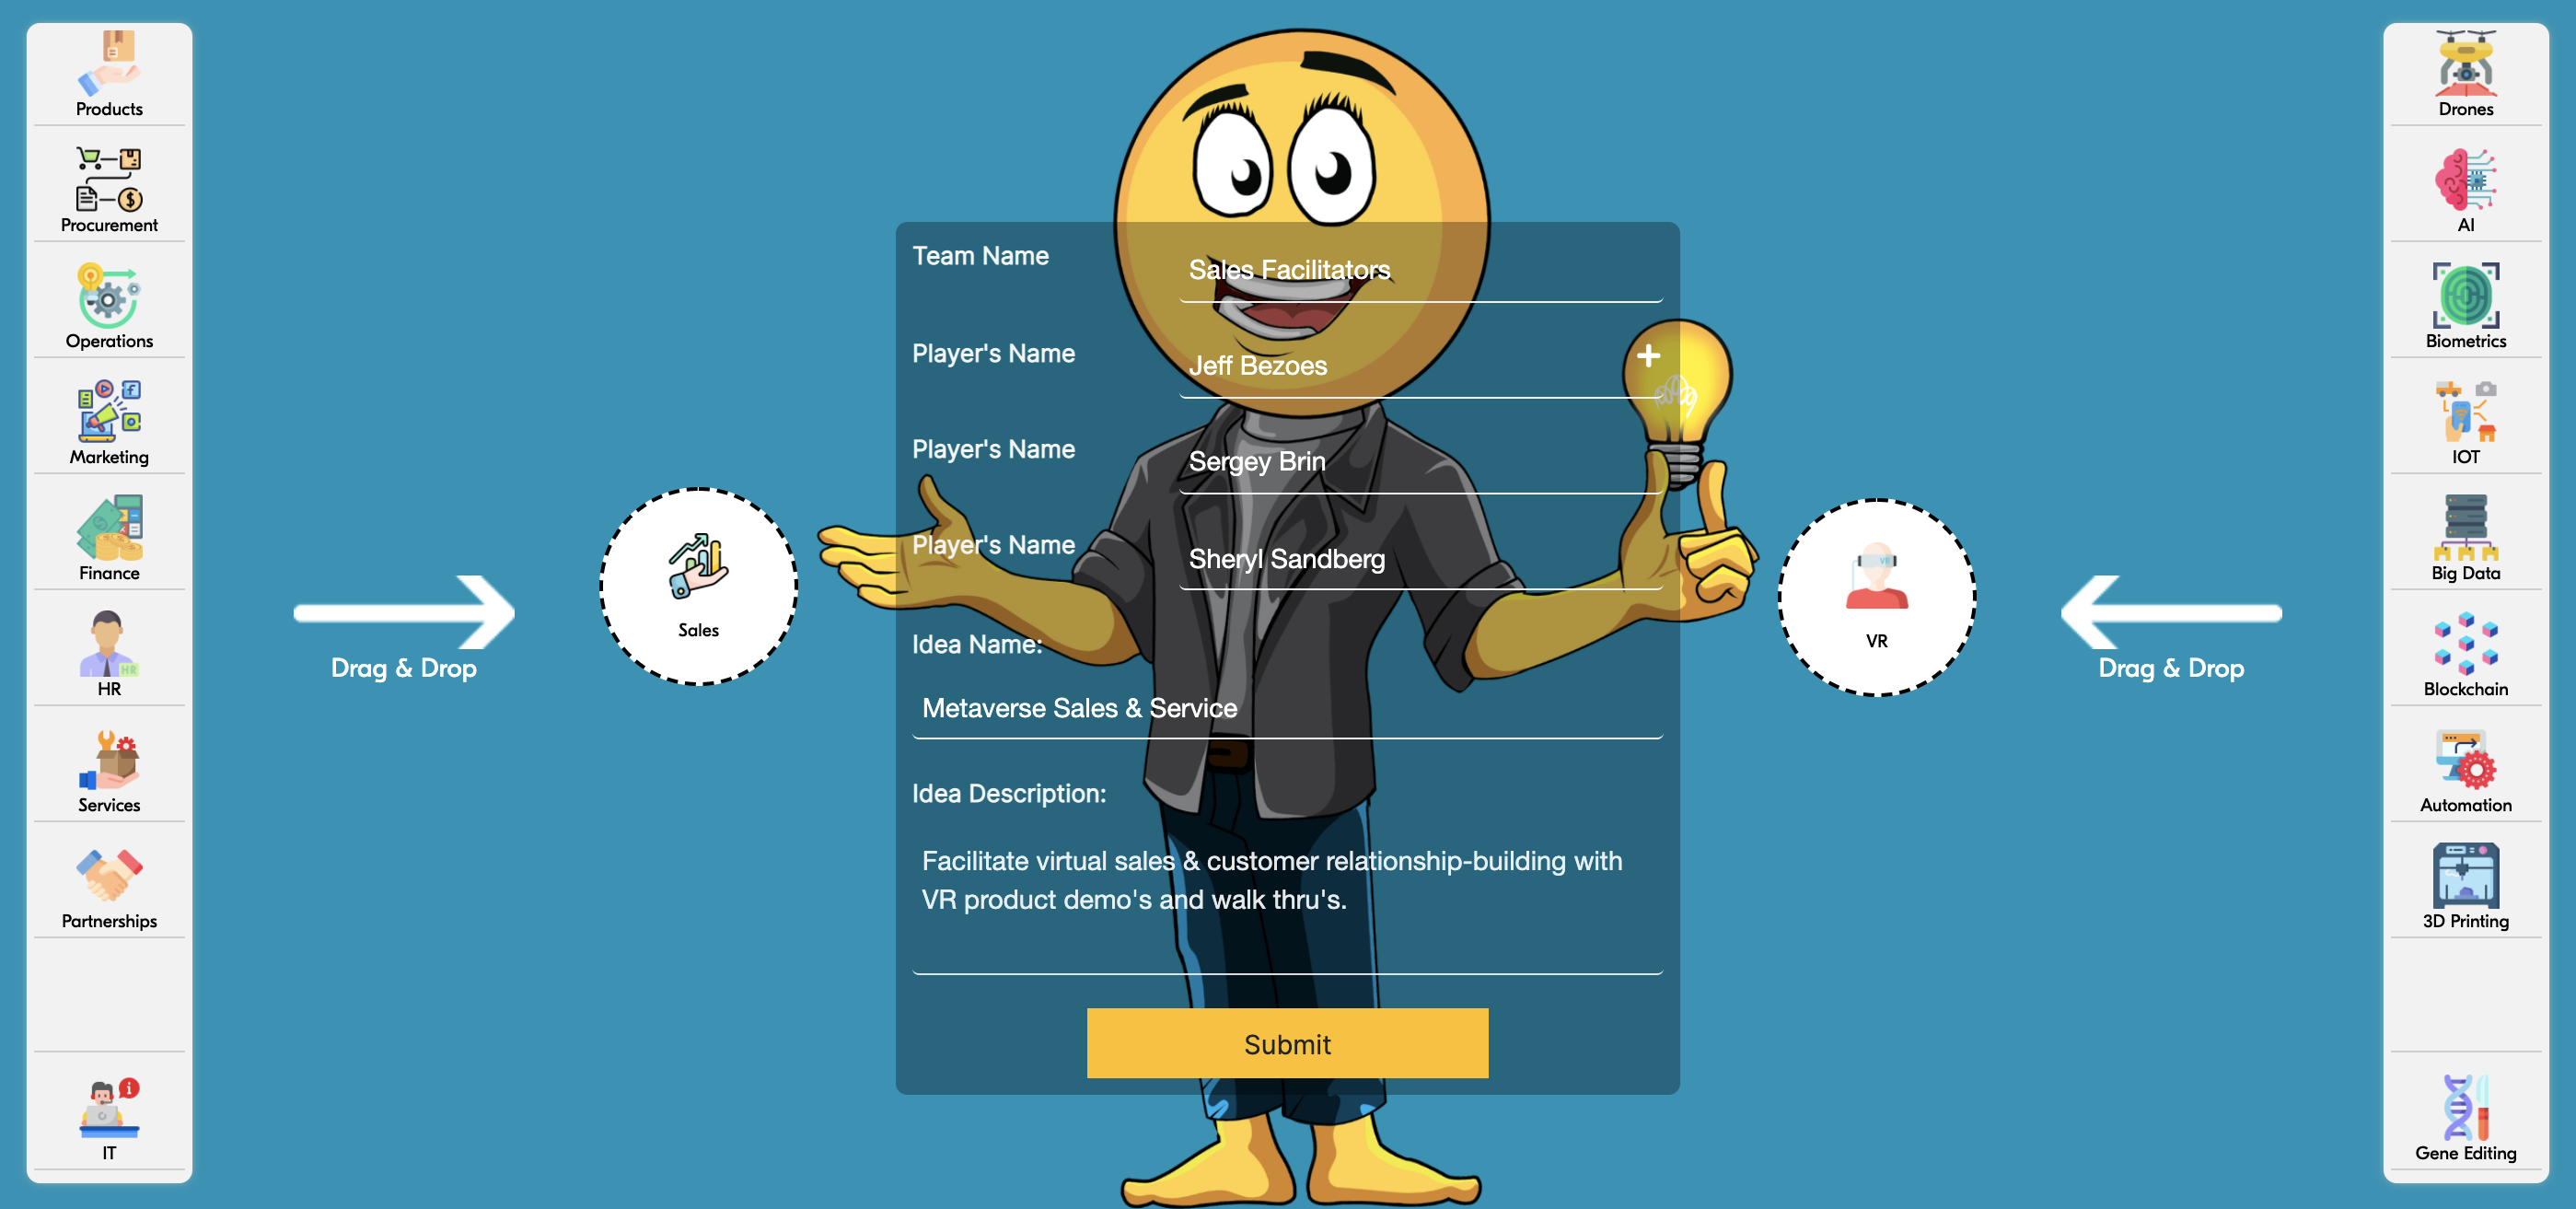 Products
Procurement
Operations
Marketing
Finance
HR
HR
Services
Partnerships
IT
Drag & Drop
Sales
Team Name
Sales Facilitators
Player's Name
Jeff Bezoes
Player's Name
Sergey Brin
Player's Name
Sheryl Sandberg
Idea Name:
Metaverse Sales & Service
Idea Description:
Facilitate virtual sales & customer relationship-building with
VR product demo's and walk thru's.
Submit
VR
VR
Drag & Drop
Drones
AI
Biometrics
IOT
Big Data
Blockchain
Automation
3D Printing
Gene Editing